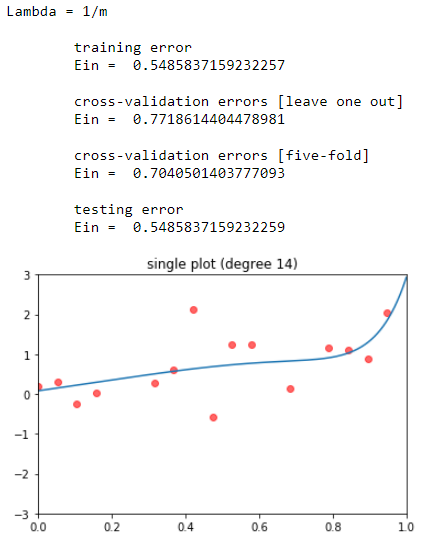 Lambda = 1/m
training error
Ein =  0.5485837159232257
cross-validation errors [leave one out]
Ein =  0.7718614404478981
cross-validation errors [five-fold]
Ein =  0.7040501403777093
testing error
Ein =  0.5485837159232259
single plot (degree 14)
3
2
1
0
−1
−2
−3
0.0 0.2 0.4 0.6 0.8 1.0